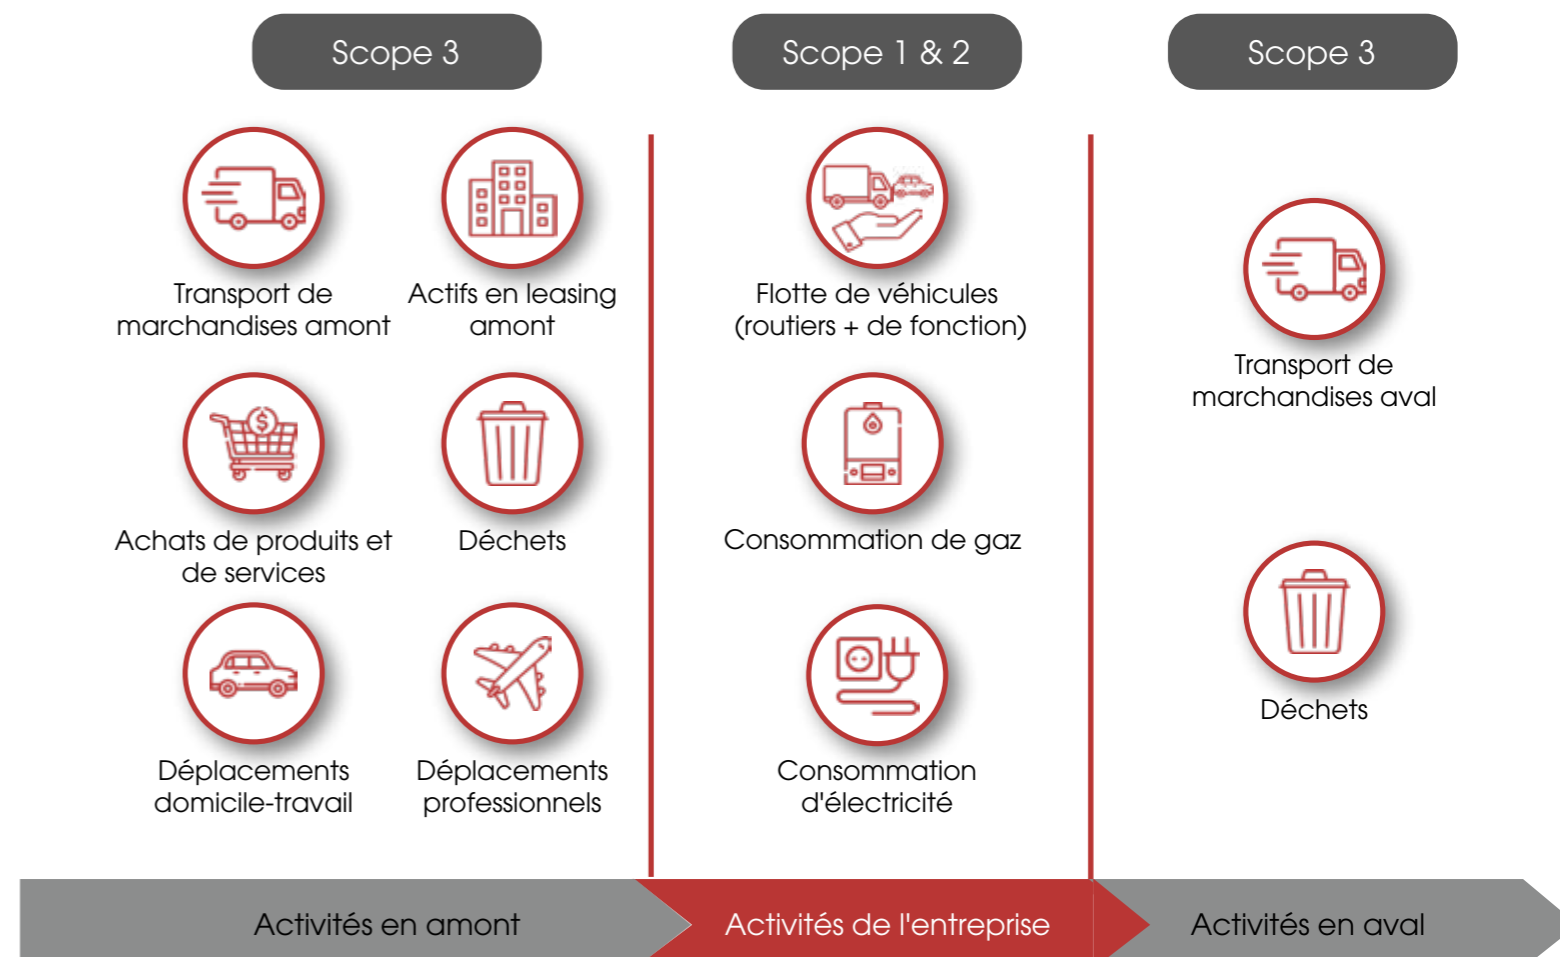 Scope 3
Scope 1 & 2
Scope 3
Transport de
marchandises amont
Actifs en leasing
amont
Flotte de véhicules
(routiers + de fonction)
Transport de
marchandises aval
Achats de produits et
de services
Déchets
Consommation de gaz
Déplacements
domicile-travail
Déplacements
professionnels
Consommation
d'électricité
Déchets
Activités en amont
Activités de l'entreprise
Activités en aval